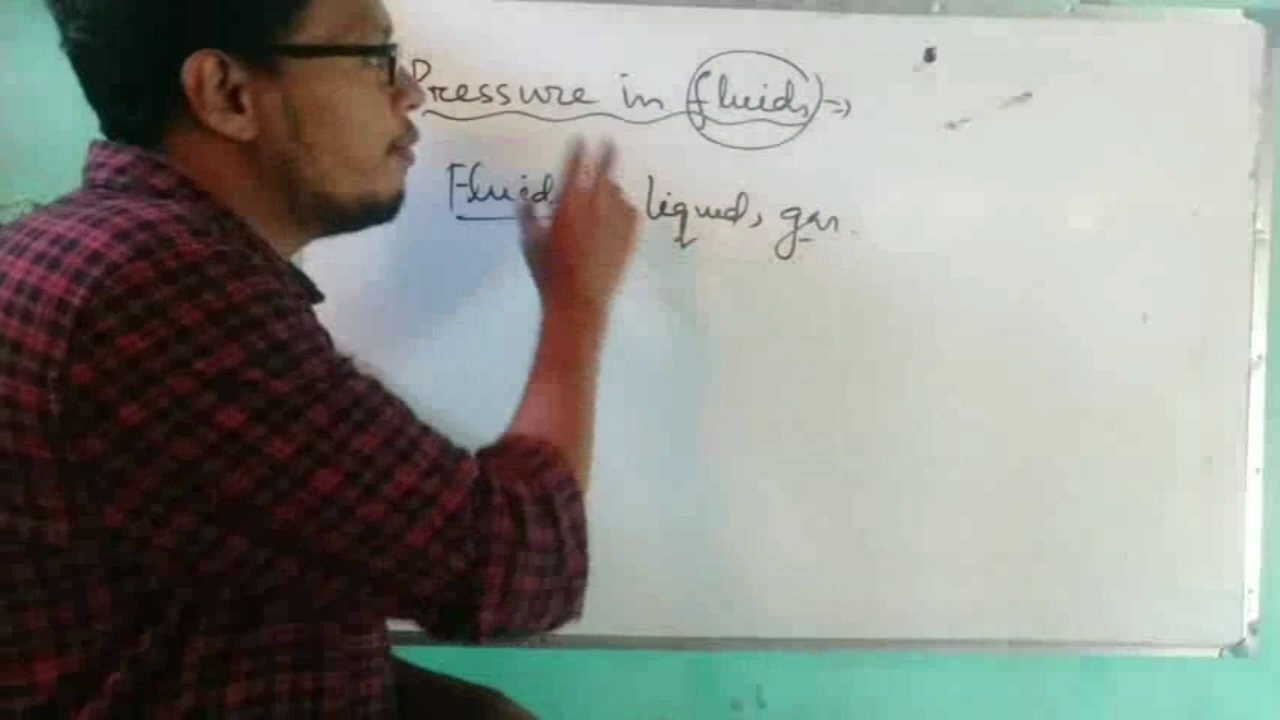 Pressure in fluids →
Fluid liquid, gas.